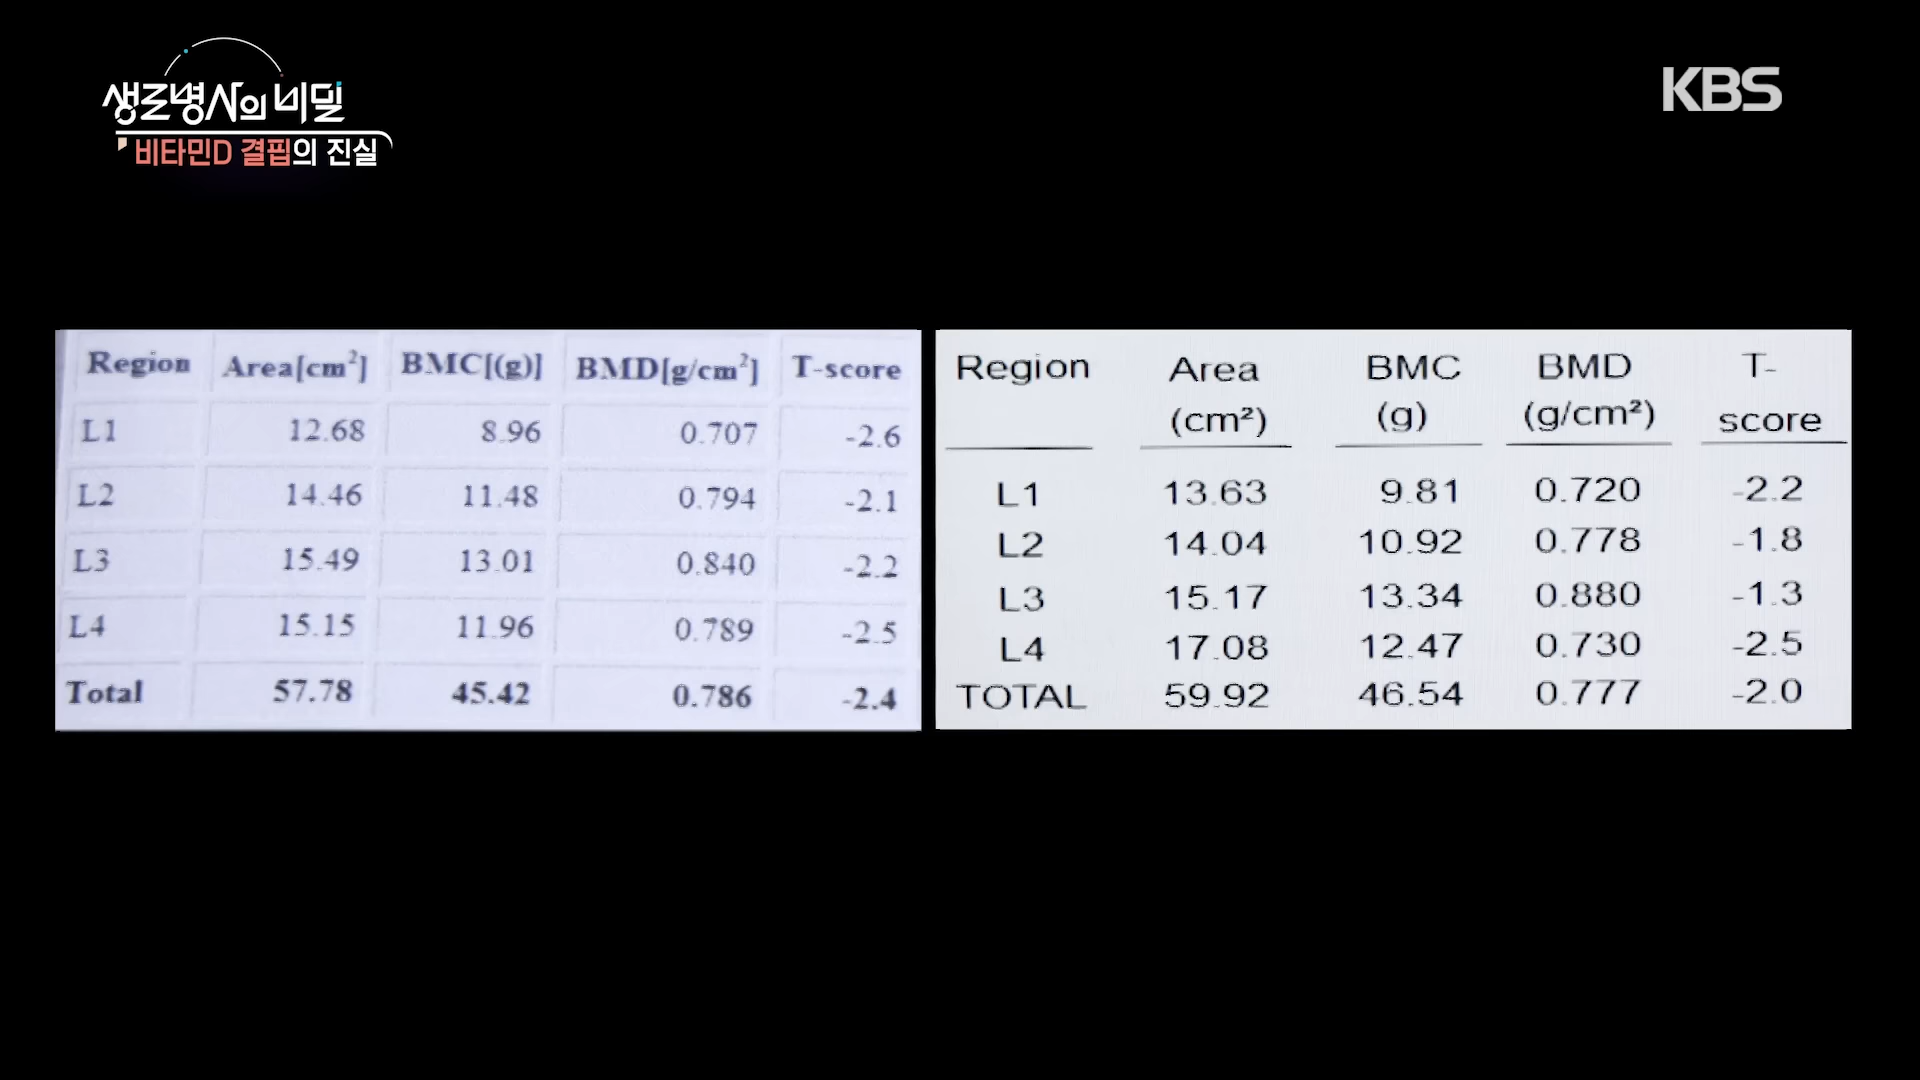 생로병사의 비밀
비타민D 결핍의 진실
KBS
Region Area[cm²] BMC[(g)] BMD[g/cm²] T-score
L1 12.68 8.96 0.707 -2.6
L2 14.46 11.48 0.794 -2.1
L3 15.49 13.01 0.840 -2.2
L4 15.15 11.96 0.789 -2.5
Total 57.78 45.42 0.786 -2.4
Region Area BMC BMD T-
(cm²) (g) (g/cm²) score
L1 13.63 9.81 0.720 -2.2
L2 14.04 10.92 0.778 -1.8
L3 15.17 13.34 0.880 -1.3
L4 17.08 12.47 0.730 -2.5
TOTAL 59.92 46.54 0.777 -2.0